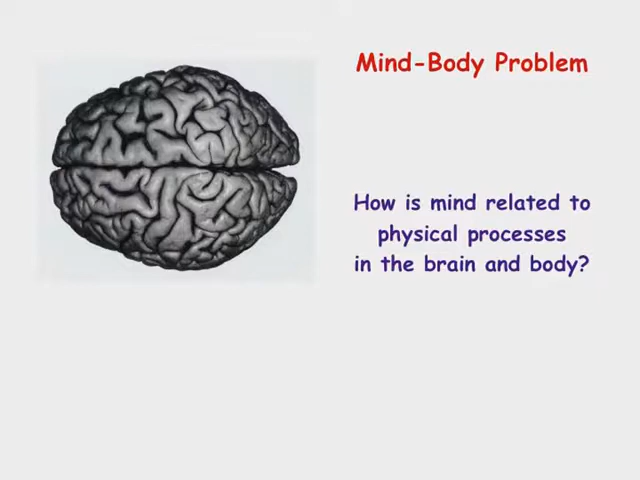 Mind-Body Problem
How is mind related to
physical processes
in the brain and body?